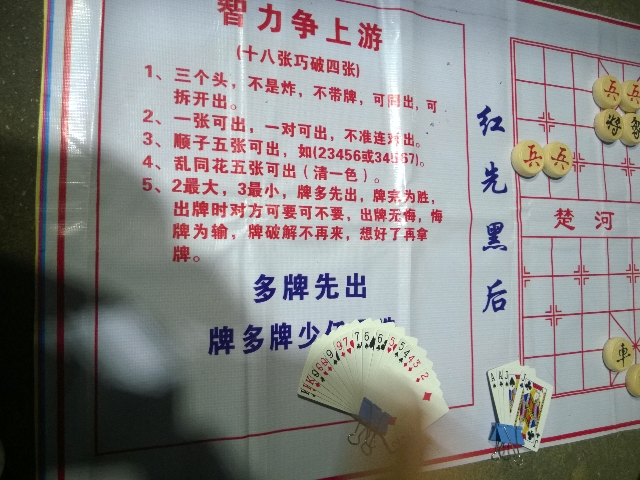 智力争上游
(十八张巧破四张)
1、三个头，不是炸，不带牌，可同出，可
拆开出。
2、一张可出，一对可出，不准连对出。
3、顺子五张可出，如(23456或34567)。
4、乱同花五张可出（清一色）。
5、2最大，3最小，牌多先出，牌完为胜，
出牌时对方可要可不要，出牌无悔，悔
牌为输，牌破解不再来，想好了再拿
牌。
多牌先出
牌多牌少
红先黑后
楚河
兵
兵
将
兵
兵
車